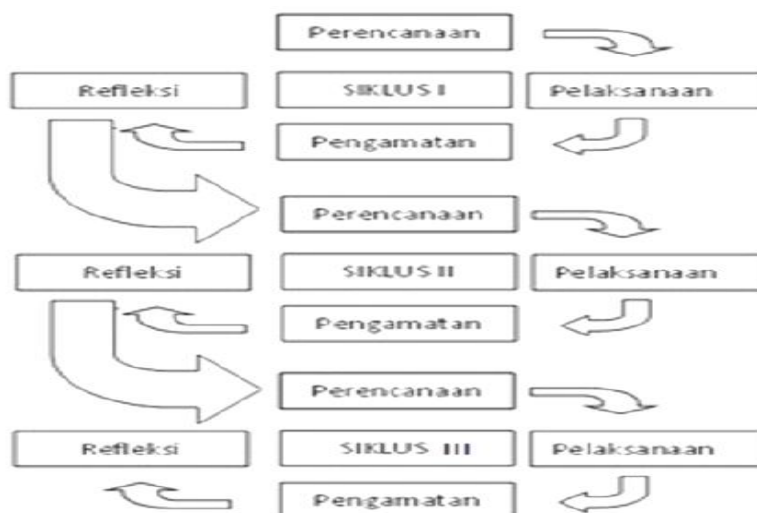 Perencanaan
Refleksi
SIKLUS I
Pelaksanaan
Pengamatan
Perencanaan
Refleksi
SIKLUS II
Pelaksanaan
Pengamatan
Perencanaan
Refleksi
SIKLUS III
Pelaksanaan
Pengamatan